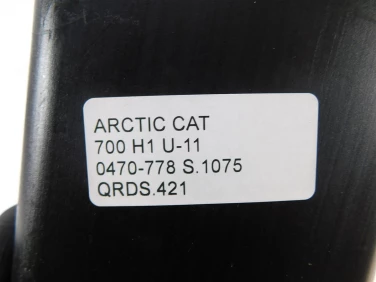 ARCTIC CAT
700 H1 U-11
0470-778 S.1075
QRDS.421